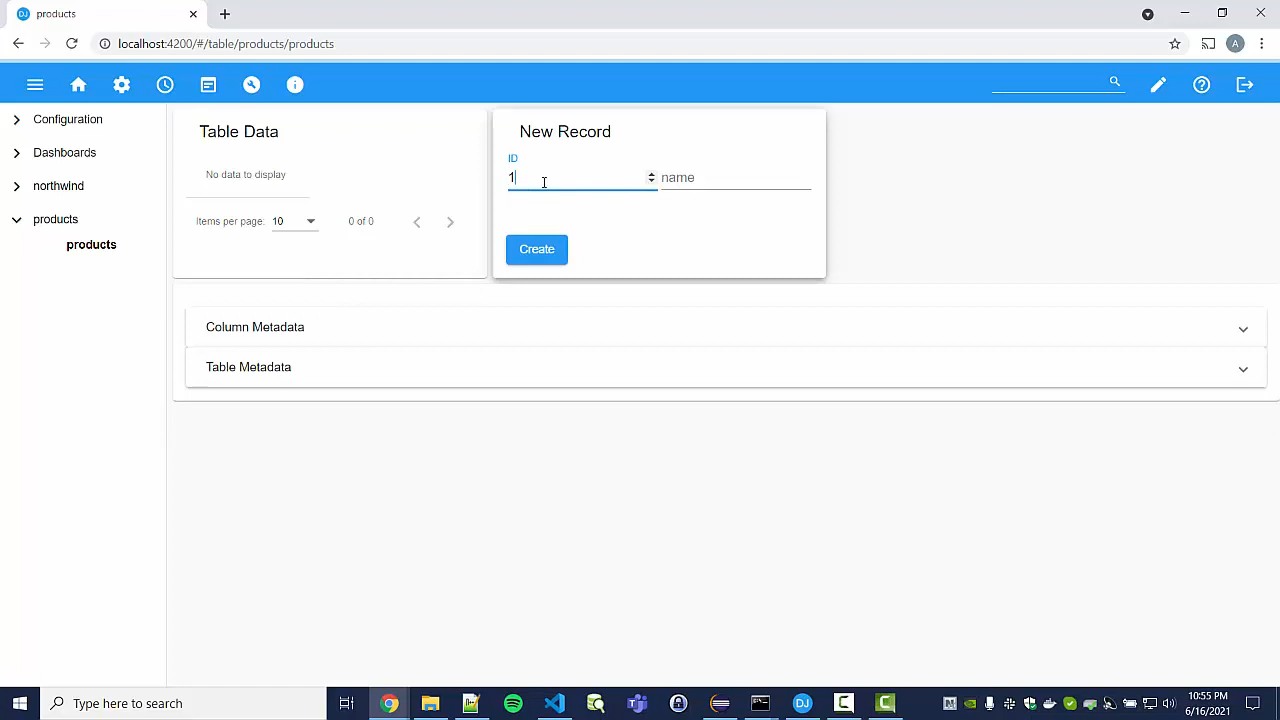 DJ products
localhost:4200/#/table/products/products
A
Configuration
Dashboards
northwind
products
products
Table Data
No data to display
Items per page: 10
0 of 0
New Record
ID
1
name
Create
Column Metadata
Table Metadata
Type here to search
DJ
10:55 PM
6/16/2021